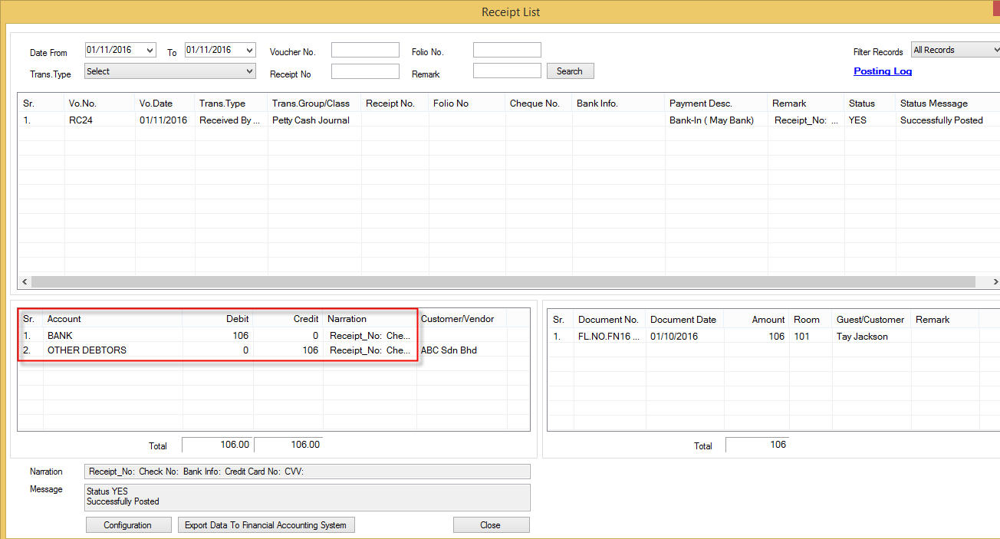 Receipt List
Date From 01/11/2016 To 01/11/2016 Voucher No. Folio No. Filter Records All Records
Trans.Type Select Receipt No Remark Search Posting Log
Sr. Vo.No. Vo.Date Trans.Type Trans.Group/Class Receipt No. Folio No Cheque No. Bank Info. Payment Desc. Remark Status Status Message
1. RC24 01/11/2016 Received By ... Petty Cash Journal Bank-In ( May Bank) Receipt_No: ... YES Successfully Posted
Sr. Account Debit Credit Narration Customer/Vendor
1. BANK 106 0 Receipt_No: Che...
2. OTHER DEBTORS 0 106 Receipt_No: Che... ABC Sdn Bhd
Total 106.00 106.00
Sr. Document No. Document Date Amount Room Guest/Customer Remark
1. FL.NO.FN16 ... 01/10/2016 106 101 Tay Jackson
Total 106
Narration Receipt_No: Check No: Bank Info: Credit Card No: CVV:
Message Status YES
Successfully Posted
Configuration Export Data To Financial Accounting System Close